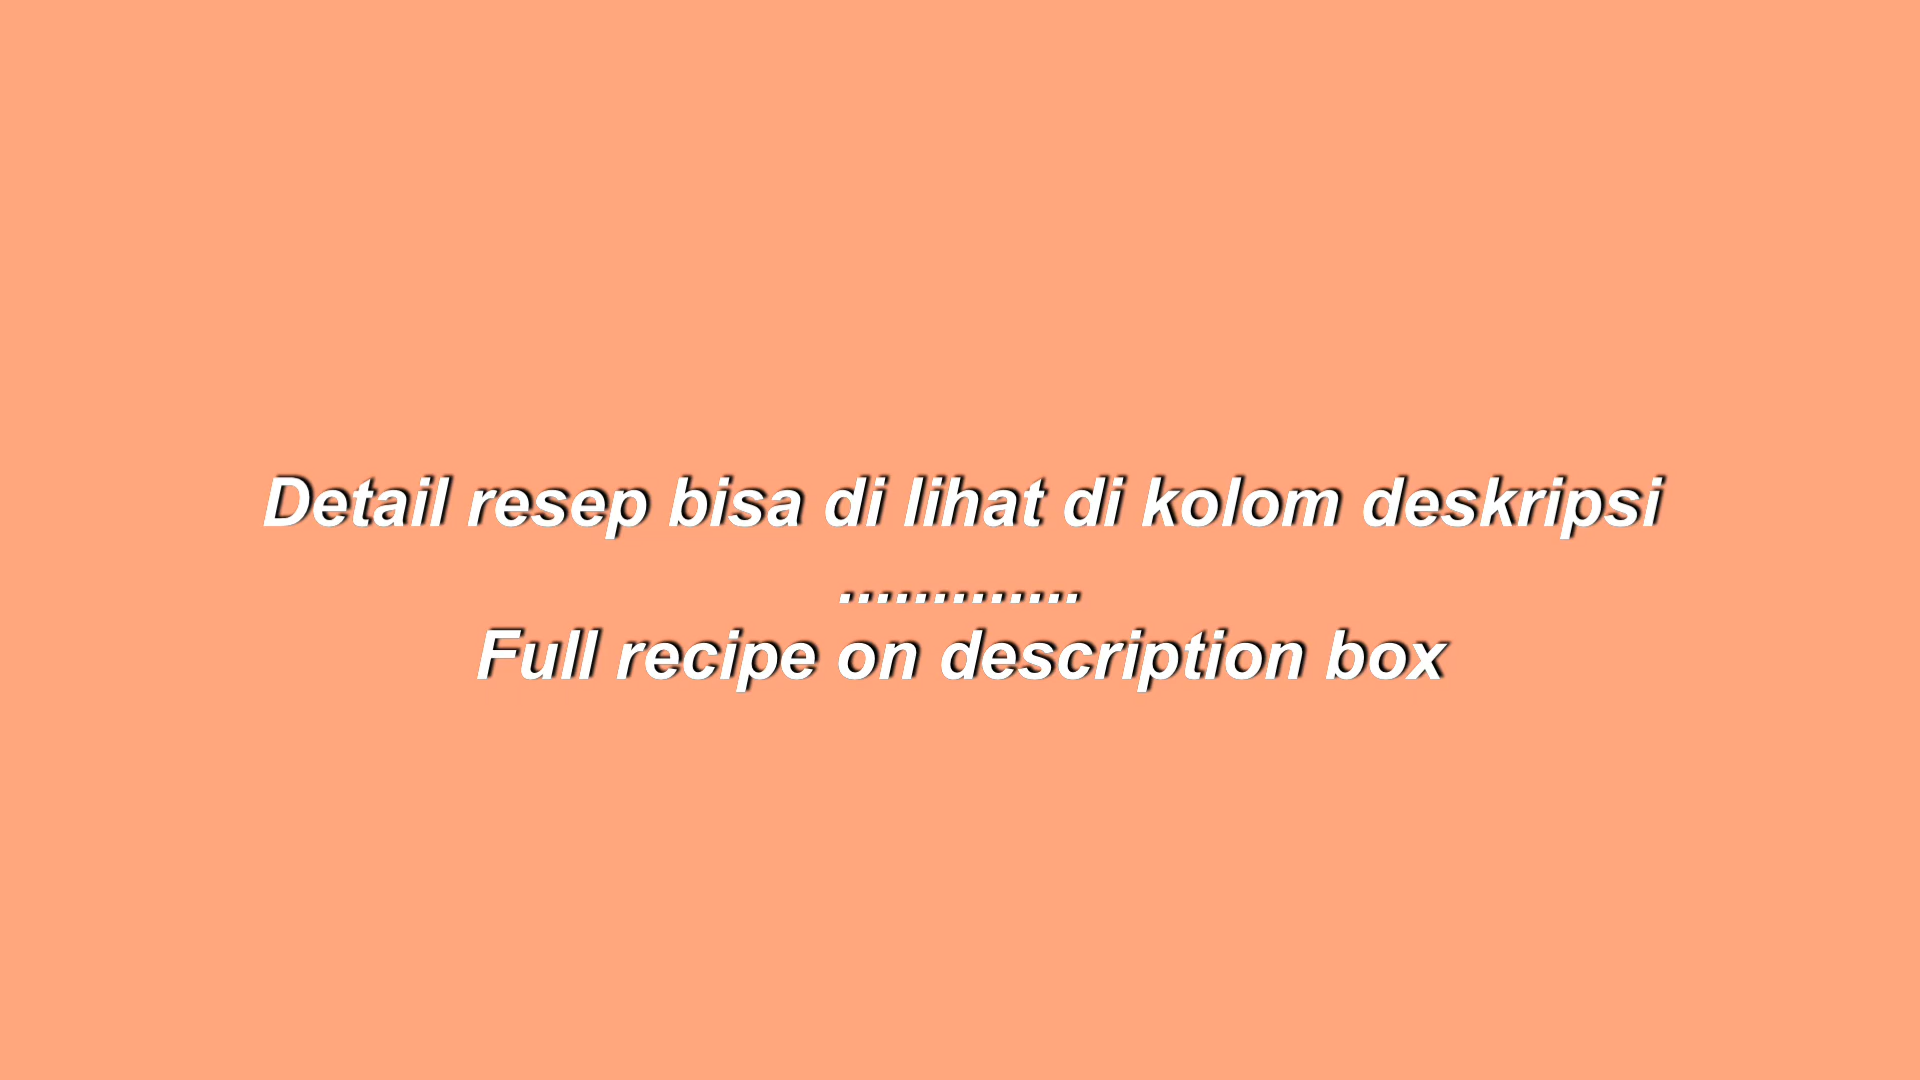 Detail resep bisa di lihat di kolom deskripsi
.............
Full recipe on description box